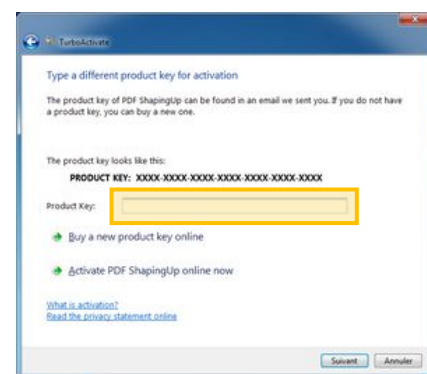 TurboActivate
Type a different product key for activation
The product key of PDF ShapingUp can be found in an email we sent you. If you do not have
a product key, you can buy a new one.
The product key looks like this:
PRODUCT KEY: XXXX-XXXX-XXXX-XXXX-XXXX-XXXX-XXXX
Product Key:
Buy a new product key online
Activate PDF ShapingUp online now
What is activation?
Read the privacy statement online
Suivant Annuler